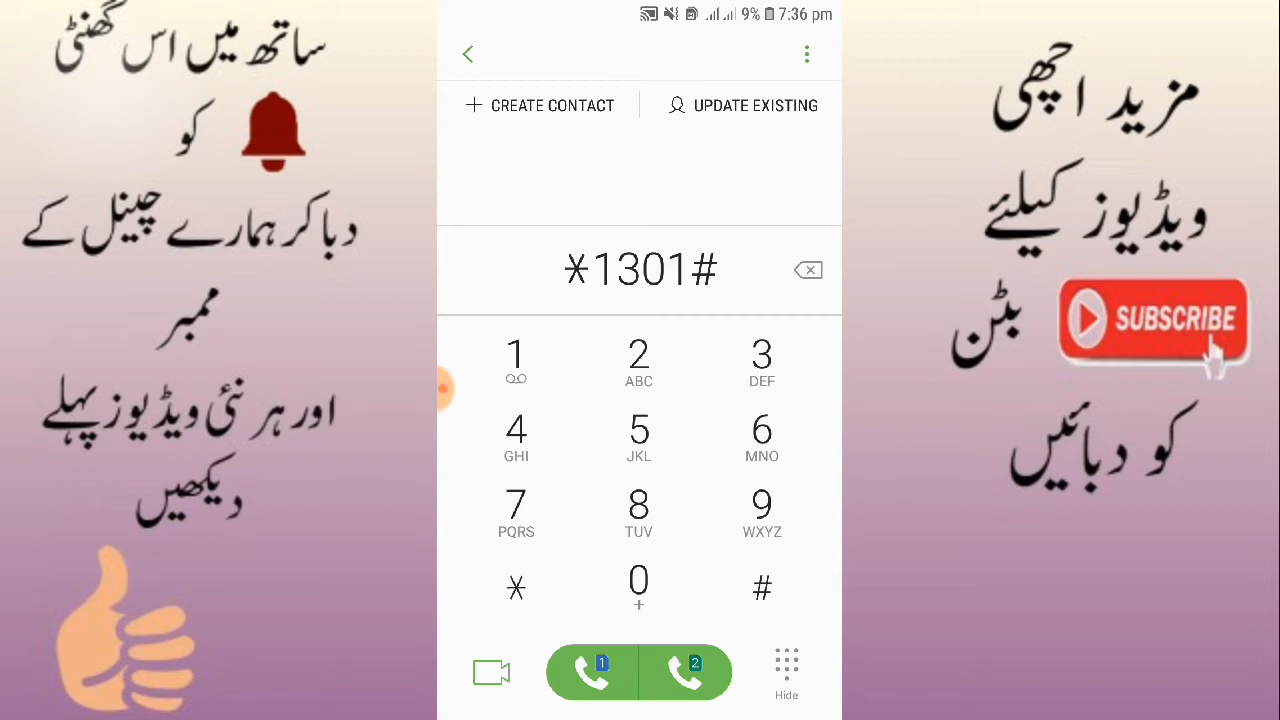 ساتھ میں اس گھنٹی
کو
دبا کر ہمارے چینل کے
ممبر
اور ہر نئی ویڈیوز پہلے
دیکھیں
9% 7:36 pm
CREATE CONTACT
UPDATE EXISTING
*1301#
1 2 3
ABC DEF
4 5 6
GHI JKL MNO
7 8 9
PQRS TUV WXYZ
* 0 #
+
1 2
Hide
مزید اچھی
ویڈیوز کیلئے
SUBSCRIBE بٹن
کو دبائیں